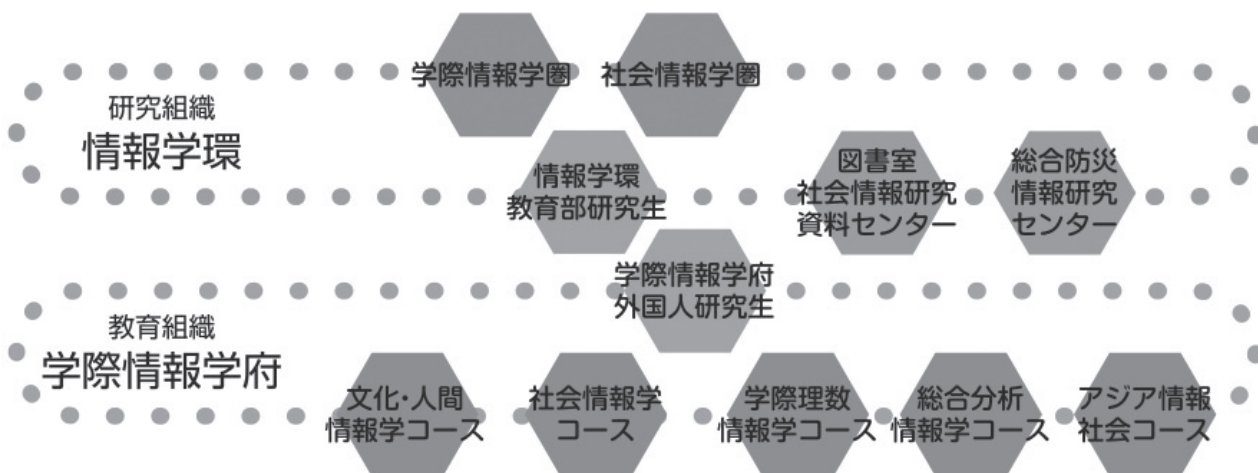 学際情報学圏
社会情報学圏
研究組織
情報学環
情報学環
教育部研究生
図書室
社会情報研究
資料センター
総合防災
情報研究
センター
学際情報学府
外国人研究生
教育組織
学際情報学府
文化・人間
情報学コース
社会情報学
コース
学際理数
情報学コース
総合分析
情報学コース
アジア情報
社会コース